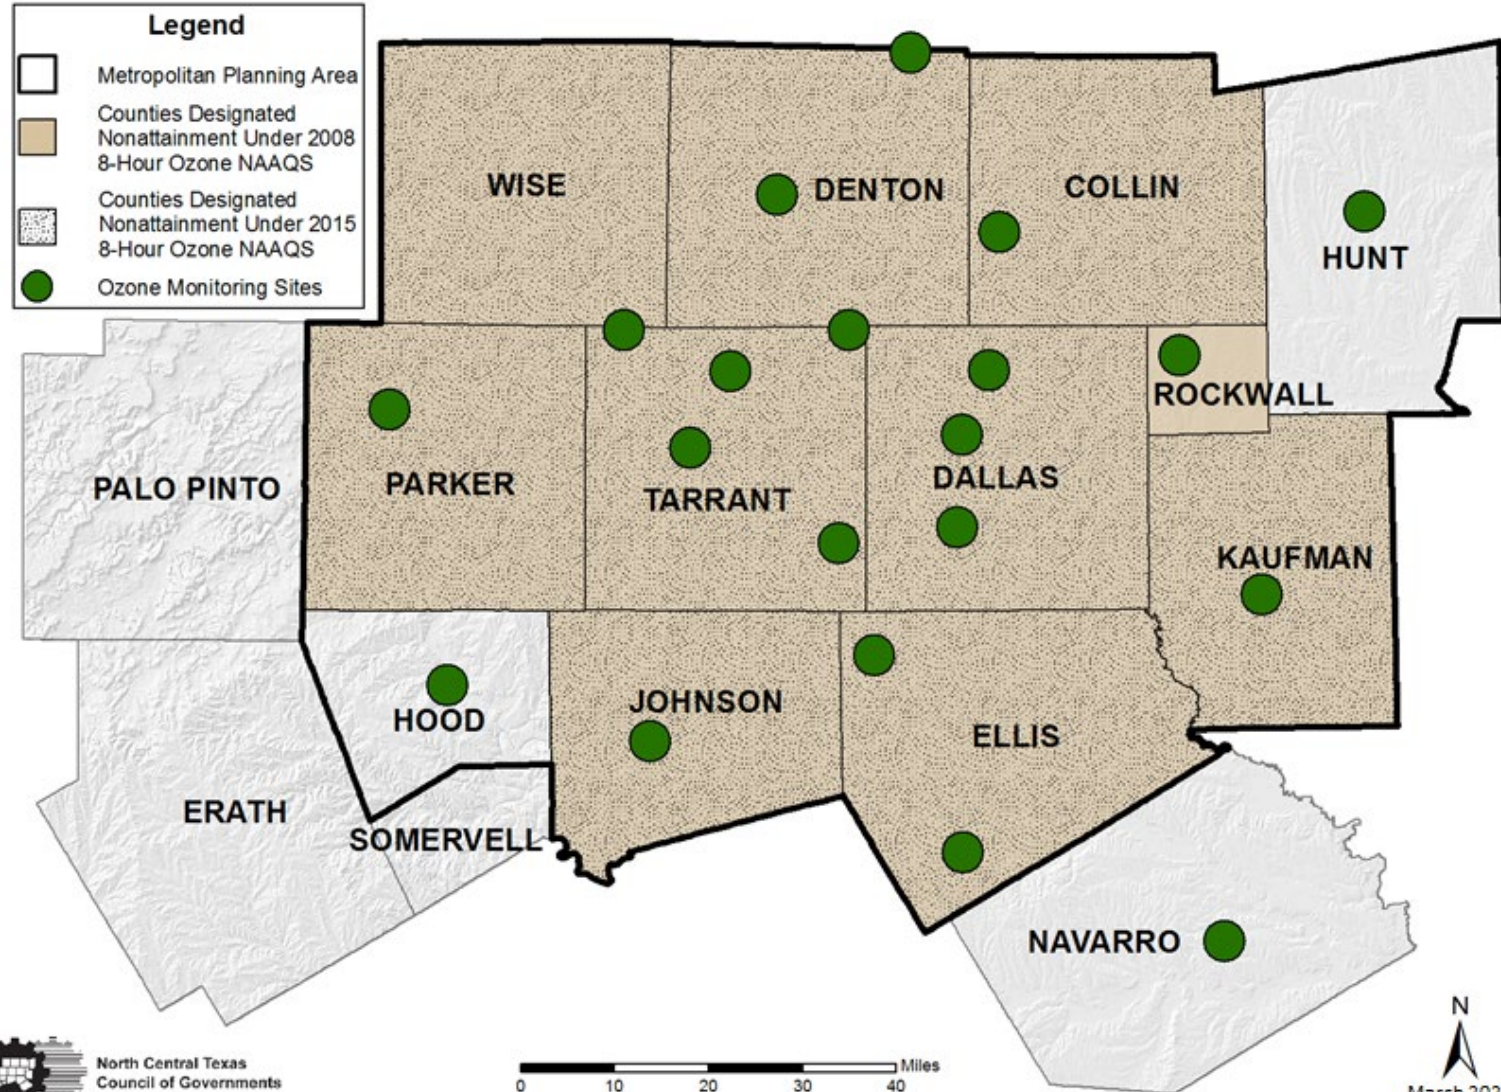 Legend
Metropolitan Planning Area
Counties Designated
Nonattainment Under 2008
8-Hour Ozone NAAQS
Counties Designated
Nonattainment Under 2015
8-Hour Ozone NAAQS
Ozone Monitoring Sites
WISE
DENTON
COLLIN
HUNT
ROCKWALL
PALO PINTO
PARKER
TARRANT
DALLAS
KAUFMAN
HOOD
JOHNSON
ELLIS
ERATH
SOMERVELL
NAVARRO
N
North Central Texas
Council of Governments
0 10 20 30 40 Miles
March